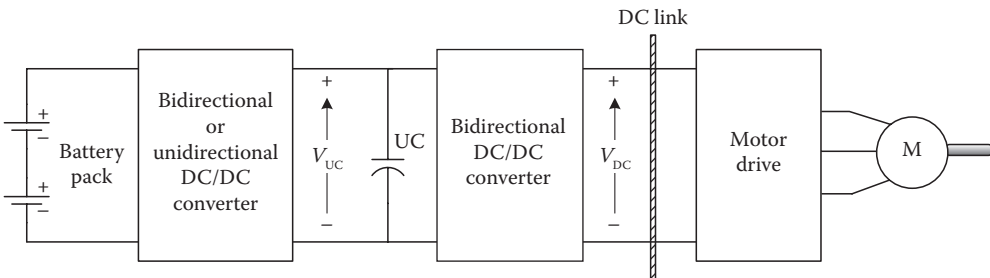 DC link
+
−
+
−
Battery
pack
Bidirectional
or
unidirectional
DC/DC
converter
+
V_UC
−
UC
Bidirectional
DC/DC
converter
+
V_DC
−
Motor
drive
M